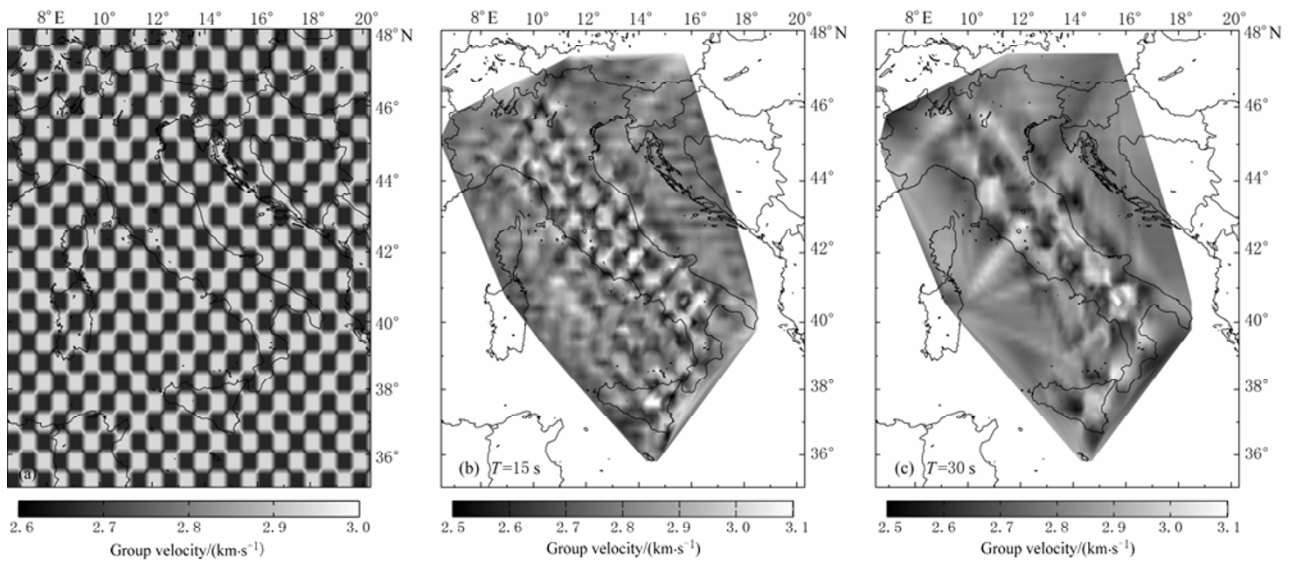 8° E 10° 12° 14° 16° 18° 20°
48° N
46°
44°
42°
40°
38°
36°
(a)
2.6 2.7 2.8 2.9 3.0
Group velocity/(km·s⁻¹)
8° E 10° 12° 14° 16° 18° 20°
48° N
46°
44°
42°
40°
38°
36°
(b) T=15 s
2.5 2.6 2.7 2.8 2.9 3.0 3.1
Group velocity/(km·s⁻¹)
8° E 10° 12° 14° 16° 18° 20°
48° N
46°
44°
42°
40°
38°
36°
(c) T=30 s
2.5 2.6 2.7 2.8 2.9 3.0 3.1
Group velocity/(km·s⁻¹)